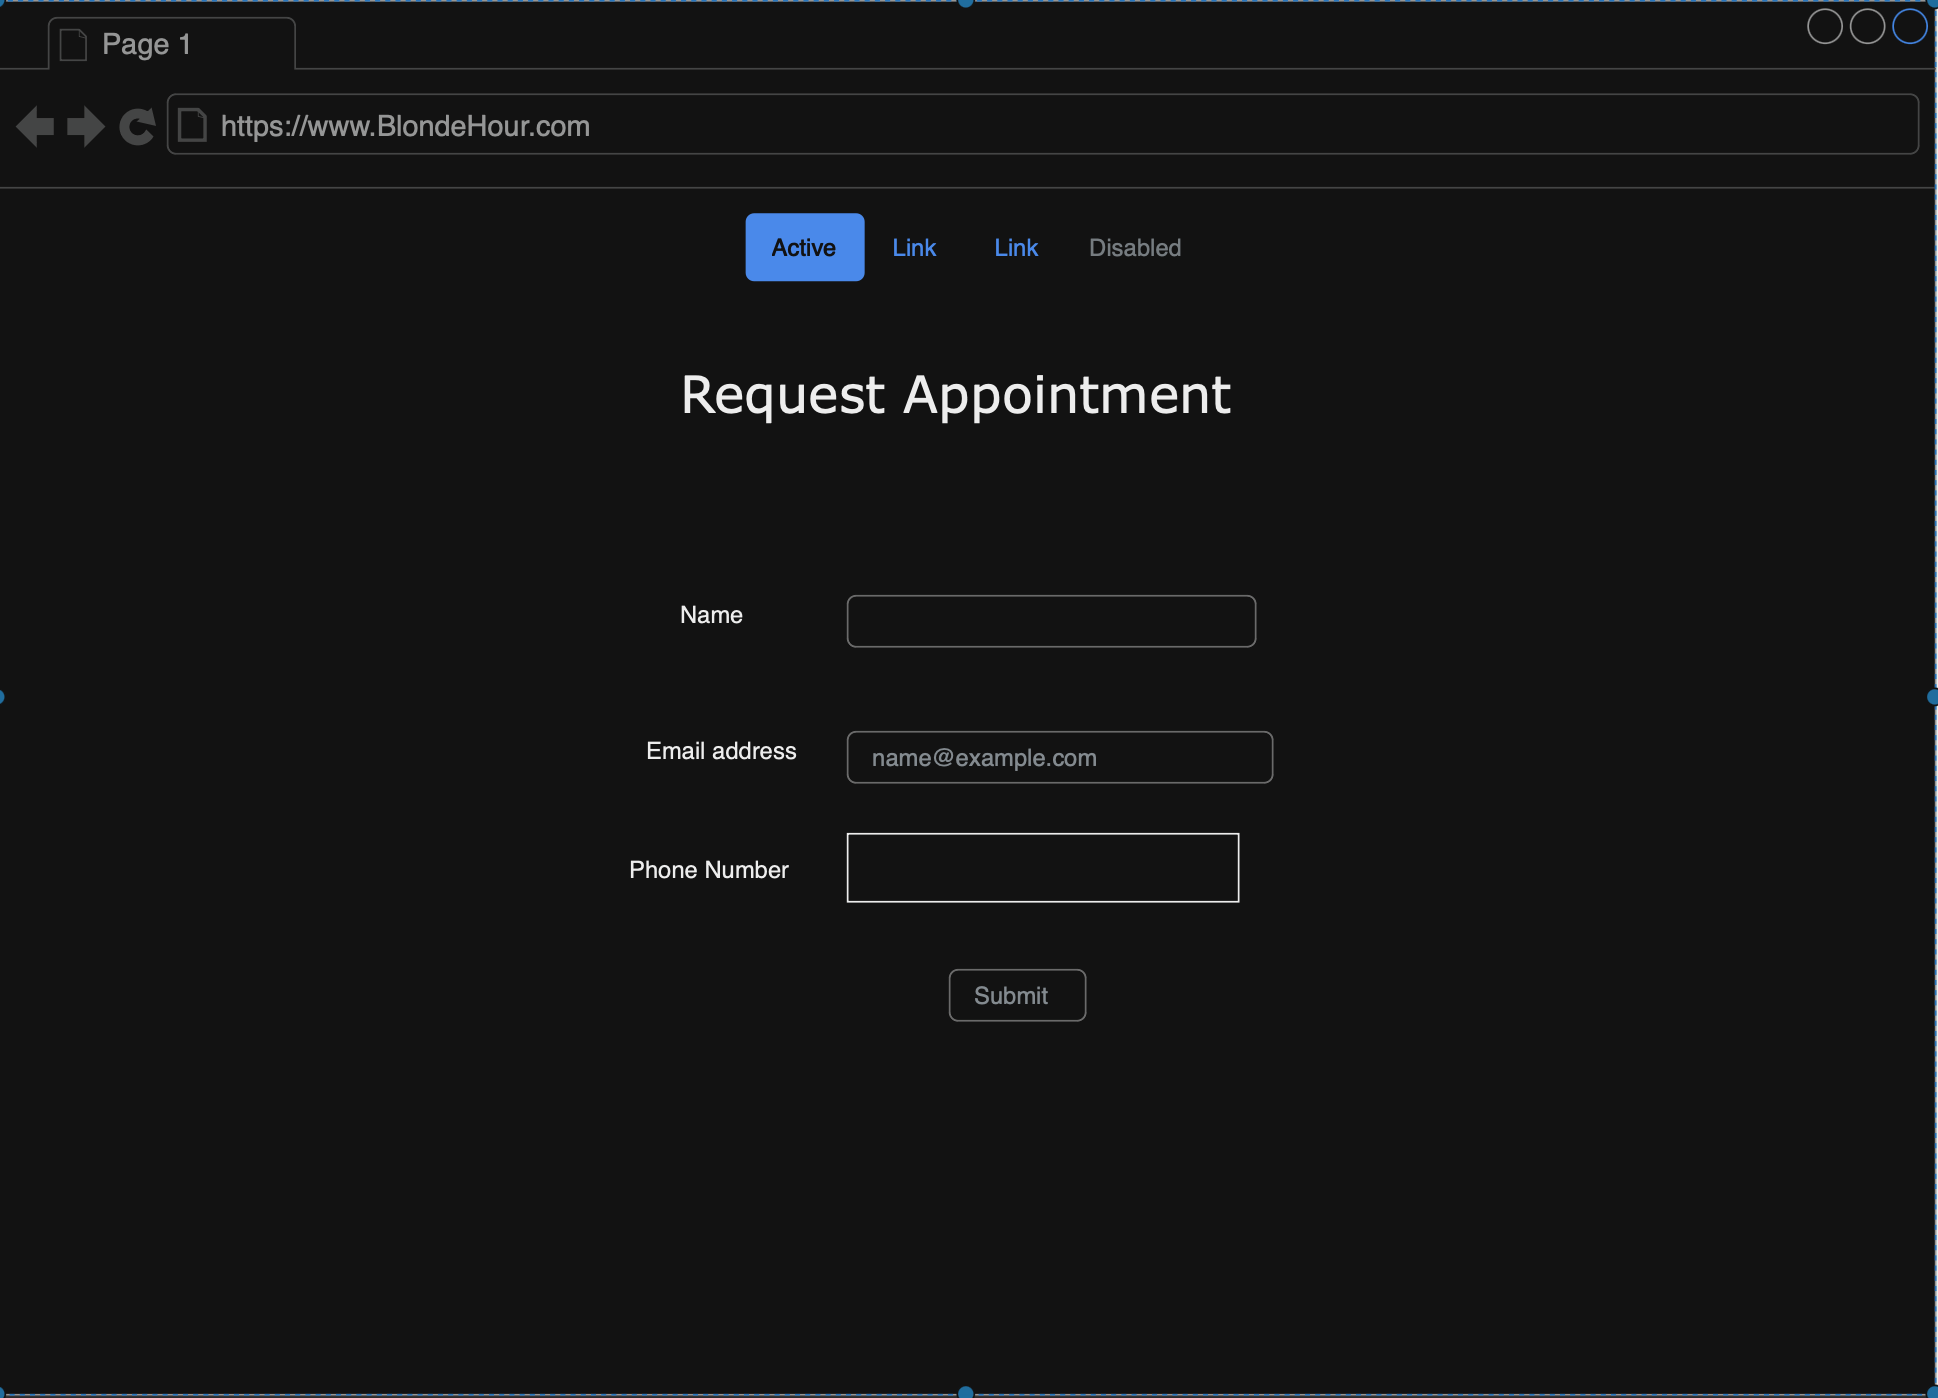 Page 1
https://www.BlondeHour.com
Active Link Link Disabled
Request Appointment
Name
Email address name@example.com
Phone Number
Submit